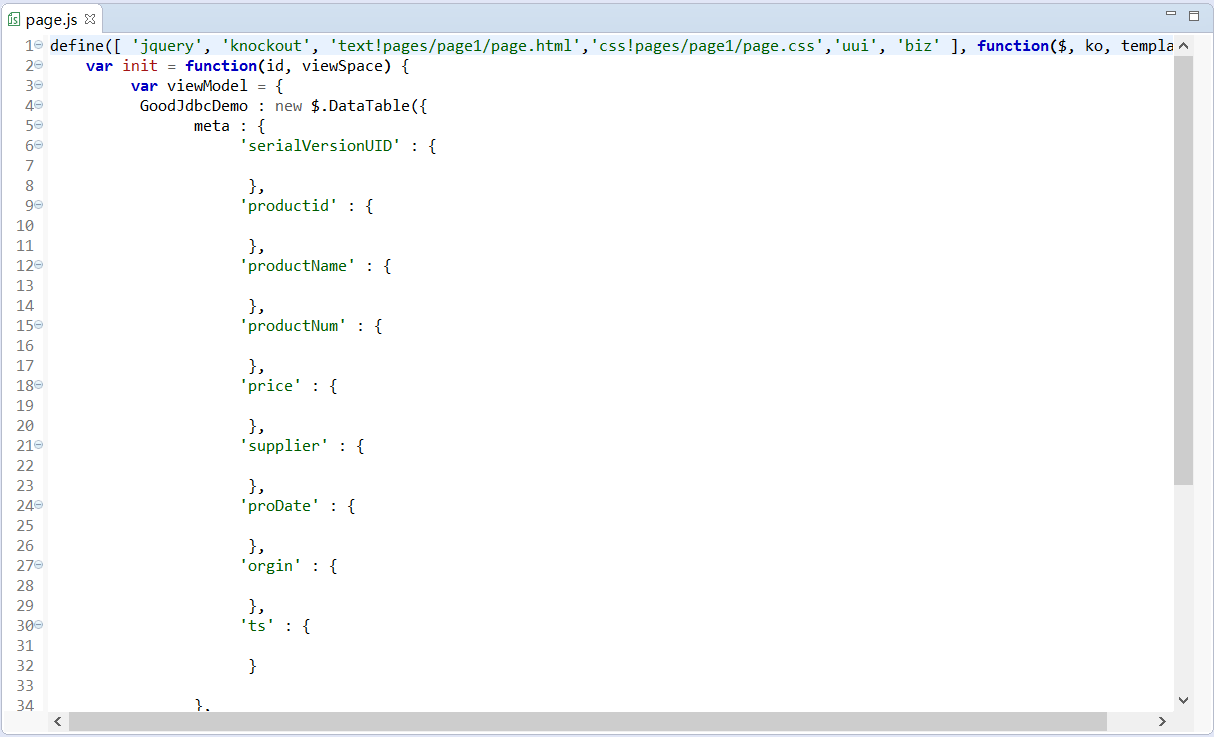 page.js
1 define([ 'jquery', 'knockout', 'text!pages/page1/page.html','css!pages/page1/page.css','uui', 'biz' ], function($, ko, templa
2 var init = function(id, viewSpace) {
3 var viewModel = {
4 GoodJdbcDemo : new $.DataTable({
5 meta : {
6 'serialVersionUID' : {
7
8 },
9 'productid' : {
10
11 },
12 'productName' : {
13
14 },
15 'productNum' : {
16
17 },
18 'price' : {
19
20 },
21 'supplier' : {
22
23 },
24 'proDate' : {
25
26 },
27 'orgin' : {
28
29 },
30 'ts' : {
31
32 }
33
34 },